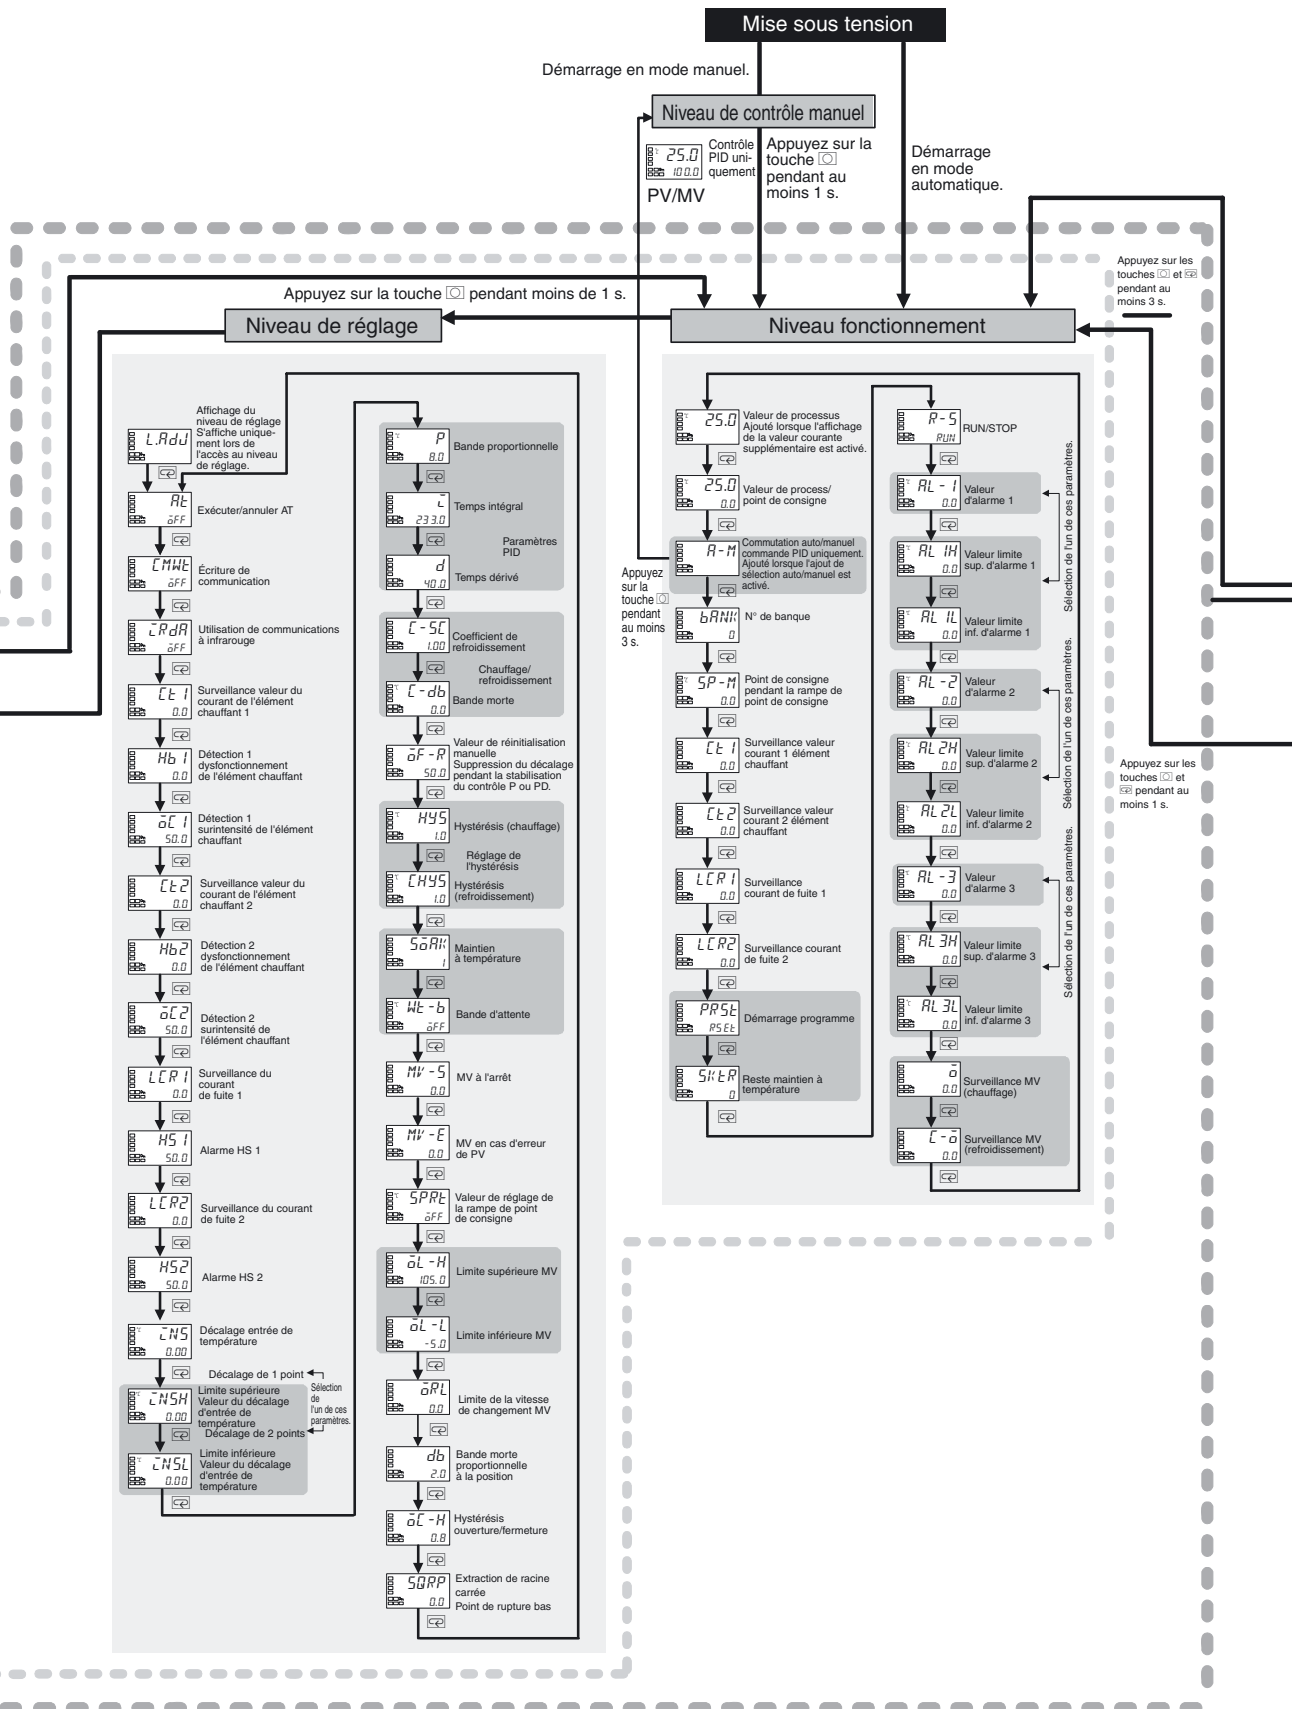 Mise sous tension
Démarrage en mode manuel.
Niveau de contrôle manuel
25.0
100.0
PV/MV
Contrôle
PID uni-
quement
Appuyez sur la
touche
pendant au
moins 1 s.
Démarrage
en mode
automatique.
Appuyez sur les
touches et
pendant au
moins 3 s.
Appuyez sur la touche pendant moins de 1 s.
Niveau de réglage
Niveau fonctionnement
L.AdJ
Affichage du
niveau de réglage
S'affiche unique-
ment lors de
l'accès au niveau
de réglage.
At
oFF
Exécuter/annuler AT
CMWt
oFF
Écriture de
communication
iRdA
oFF
Utilisation de communications
à infrarouge
Ct1
0.0
Surveillance valeur du
courant de l'élément
chauffant 1
Hb1
0.0
Détection 1
dysfonctionnement
de l'élément chauffant
oC1
50.0
Détection 1
surintensité de l'élément
chauffant
Ct2
0.0
Surveillance valeur du
courant de l'élément
chauffant 2
Hb2
0.0
Détection 2
dysfonctionnement
de l'élément chauffant
oC2
50.0
Détection 2
surintensité de
l'élément chauffant
LCR1
0.0
Surveillance du
courant
de fuite 1
HS1
50.0
Alarme HS 1
LCR2
0.0
Surveillance du courant
de fuite 2
HS2
50.0
Alarme HS 2
iNS
0.00
Décalage entrée de
température
Décalage de 1 point
Sélection
de
l'un de ces
paramètres.
iNSH
0.00
Limite supérieure
Valeur du décalage
d'entrée de
température
Décalage de 2 points
iNSL
0.00
Limite inférieure
Valeur du décalage
d'entrée de
température
P
8.0
Bande proportionnelle
i
233.0
Temps intégral
Paramètres
PID
d
40.0
Temps dérivé
C-SC
1.00
Coefficient de
refroidissement
Chauffage/
refroidissement
C-db
0.0
Bande morte
oF-R
50.0
Valeur de réinitialisation
manuelle
Suppression du décalage
pendant la stabilisation
du contrôle P ou PD.
HYS
1.0
Hystérésis (chauffage)
Réglage de
l'hystérésis
CHYS
1.0
Hystérésis
(refroidissement)
SoAK
1
Maintien
à température
Wt-b
oFF
Bande d'attente
MV-S
0.0
MV à l'arrêt
MV-E
0.0
MV en cas d'erreur
de PV
SPRt
oFF
Valeur de réglage de
la rampe de point
de consigne
oL-H
105.0
Limite supérieure MV
oL-L
-5.0
Limite inférieure MV
oRL
0.0
Limite de la vitesse
de changement MV
db
2.0
Bande morte
proportionnelle
à la position
oC-H
0.8
Hystérésis
ouverture/fermeture
SQRP
0.0
Extraction de racine
carrée
Point de rupture bas
25.0
Valeur de processus
Ajouté lorsque l'affichage
de la valeur courante
supplémentaire est activé.
25.0
0.0
Valeur de process/
point de consigne
A-M
Commutation auto/manuel
commande PID uniquement.
Ajouté lorsque l'ajout de
sélection auto/manuel est
activé.
Appuyez
sur la
touche
pendant
au moins
3 s.
bANK
0
N° de banque
SP-M
0.0
Point de consigne
pendant la rampe de
point de consigne
Ct1
0.0
Surveillance valeur
courant 1 élément
chauffant
Ct2
0.0
Surveillance valeur
courant 2 élément
chauffant
LCR1
0.0
Surveillance
courant de fuite 1
LCR2
0.0
Surveillance courant
de fuite 2
PRSt
RSEt
Démarrage programme
SKtR
0
Reste maintien à
température
R-S
RUN
RUN/STOP
AL-1
0.0
Valeur
d'alarme 1
AL1H
0.0
Valeur limite
sup. d'alarme 1
AL1L
0.0
Valeur limite
inf. d'alarme 1
Sélection de l'un de ces paramètres.
AL-2
0.0
Valeur
d'alarme 2
AL2H
0.0
Valeur limite
sup. d'alarme 2
AL2L
0.0
Valeur limite
inf. d'alarme 2
Sélection de l'un de ces paramètres.
AL-3
0.0
Valeur
d'alarme 3
AL3H
0.0
Valeur limite
sup. d'alarme 3
AL3L
0.0
Valeur limite
inf. d'alarme 3
Sélection de l'un de ces paramètres.
o
0.0
Surveillance MV
(chauffage)
C-o
0.0
Surveillance MV
(refroidissement)
Appuyez sur les
touches et
pendant au
moins 1 s.